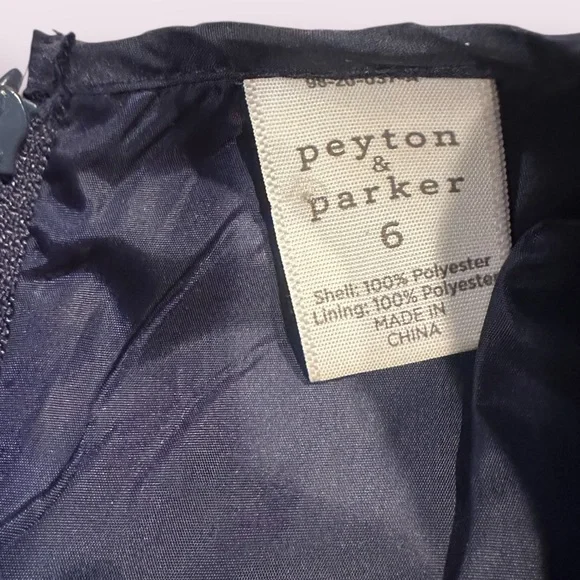 peyton
&
parker
6
Shell: 100% Polyester
Lining: 100% Polyester
MADE IN
CHINA